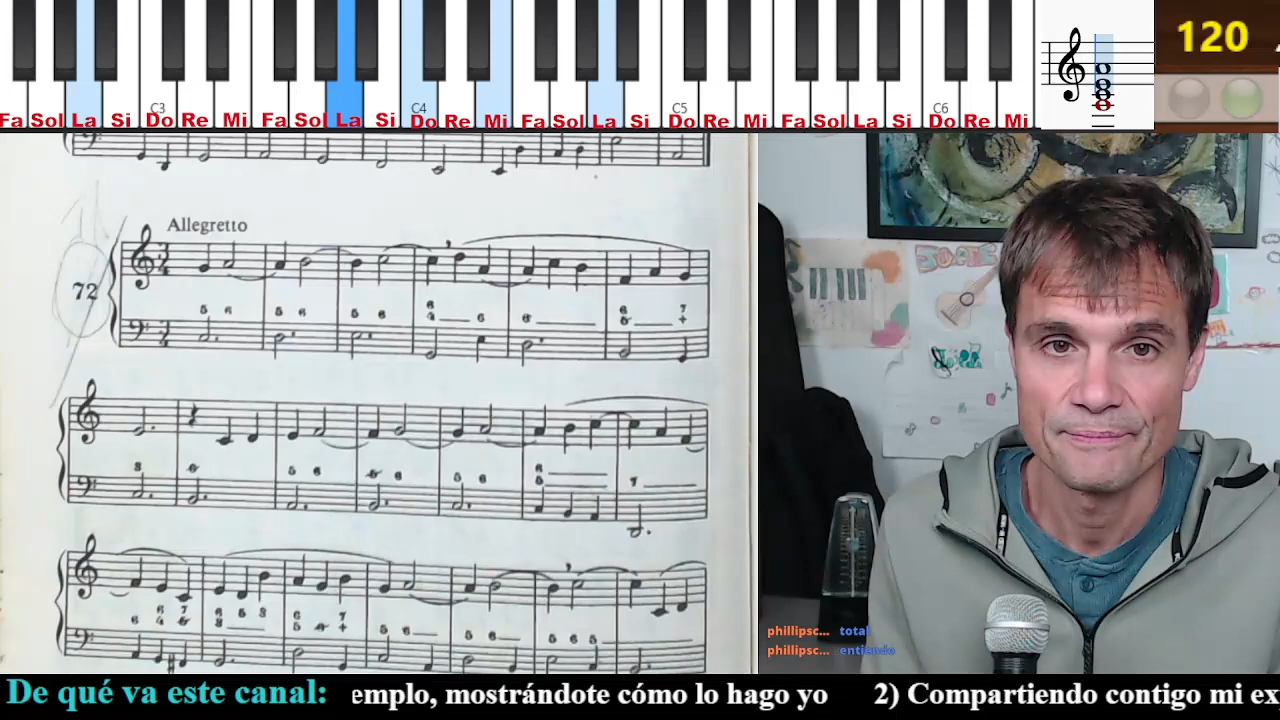 120
C3 C4 C5 C6
Fa Sol La Si Do Re Mi Fa Sol La Si Do Re Mi Fa Sol La Si Do Re Mi Fa Sol La Si Do Re Mi
Allegretto
72
phillipsc... total
phillipsc... entiendo
De qué va este canal: emplo, mostrándote cómo lo hago yo 2) Compartiendo contigo mi ex